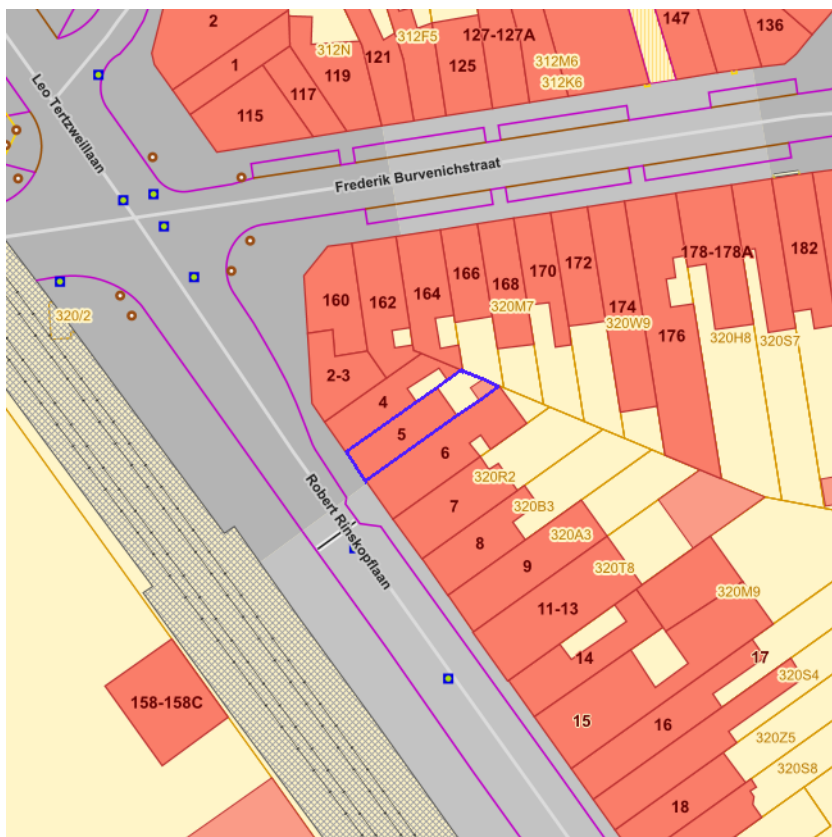 2
147
136
312N
312F5
127-127A
121
312M6
1
119
125
312K6
Leo Tertzweillaan
117
115
Frederik Burvenichstraat
178-178A
182
172
170
166
168
164
160
162
174
320M7
320/2
320W9
176
320H8
320S7
2-3
4
5
6
320R2
7
320B3
8
320A3
9
320T8
Robert Rinskopflaan
11-13
320M9
14
17
320S4
158-158C
15
16
320Z5
320S8
18